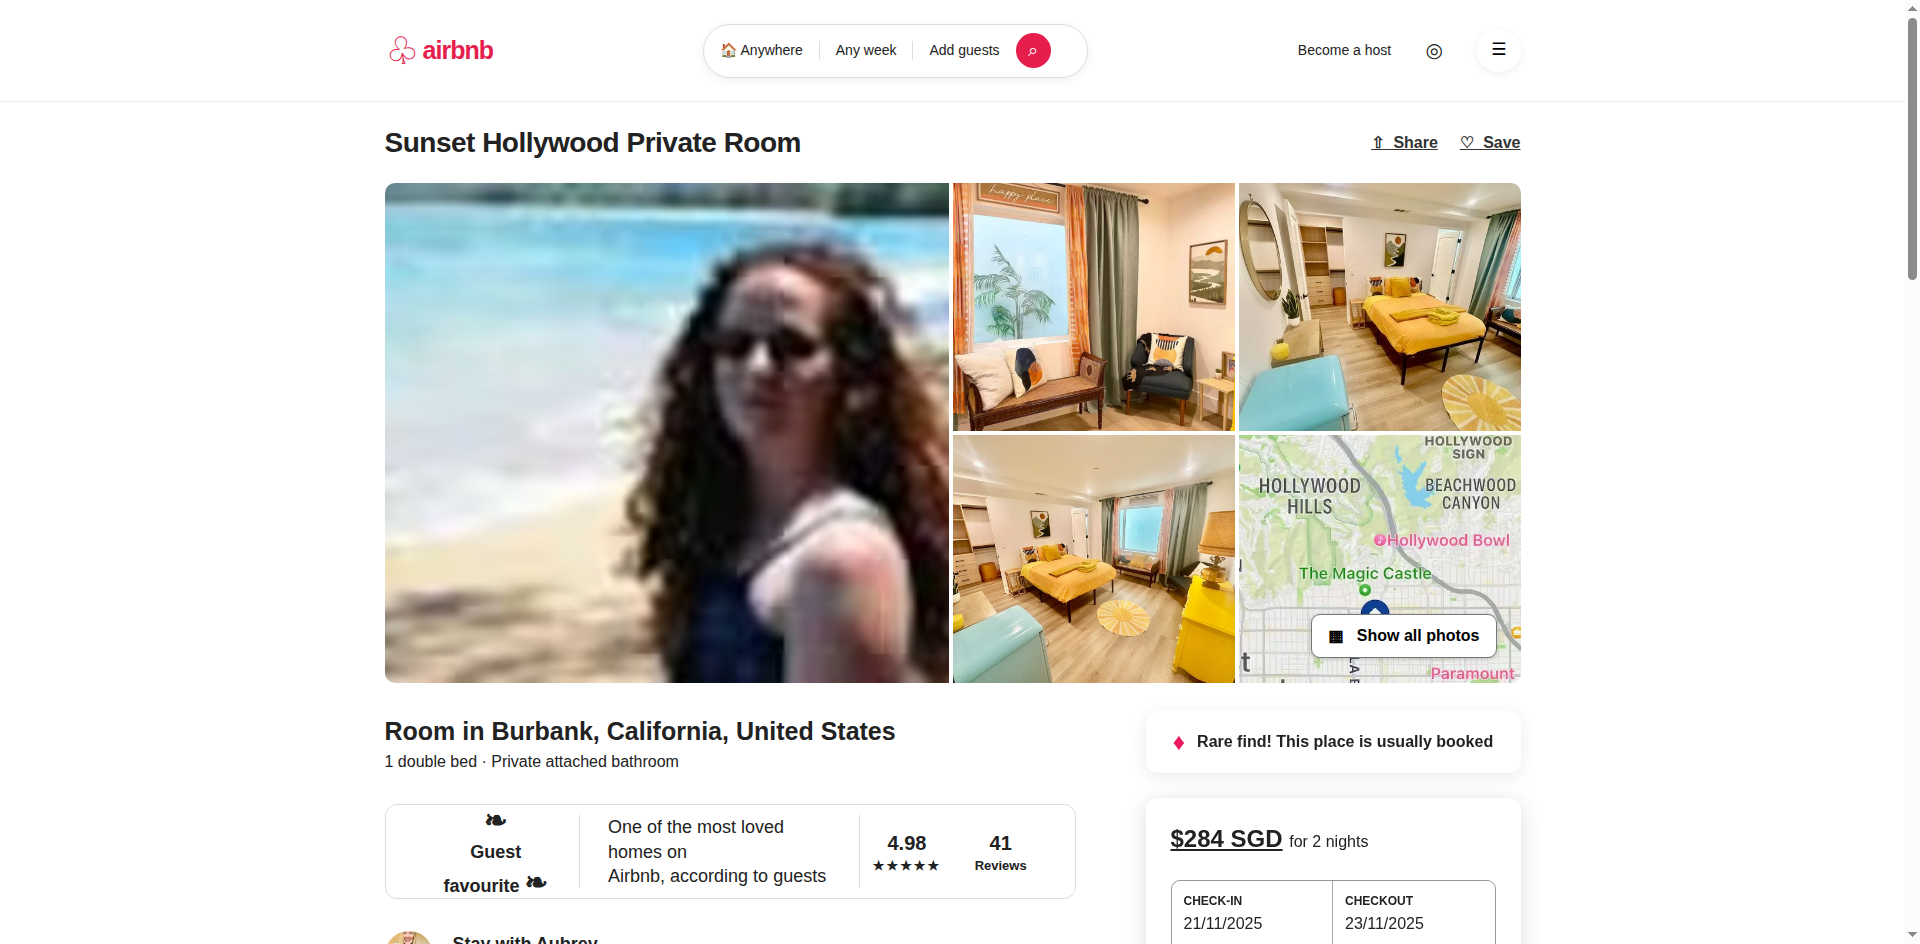 airbnb
Anywhere
Any week
Add guests
Become a host
Sunset Hollywood Private Room
Share
Save
happy place
HOLLYWOOD
SIGN
HOLLYWOOD
HILLS
BEACHWOOD
CANYON
Hollywood Bowl
The Magic Castle
Show all photos
Paramount
Room in Burbank, California, United States
1 double bed · Private attached bathroom
Rare find! This place is usually booked
Guest
favourite
One of the most loved
homes on
Airbnb, according to guests
4.98
★★★★★
41
Reviews
$284 SGD for 2 nights
CHECK-IN
21/11/2025
CHECKOUT
23/11/2025
Stay with Aubrey